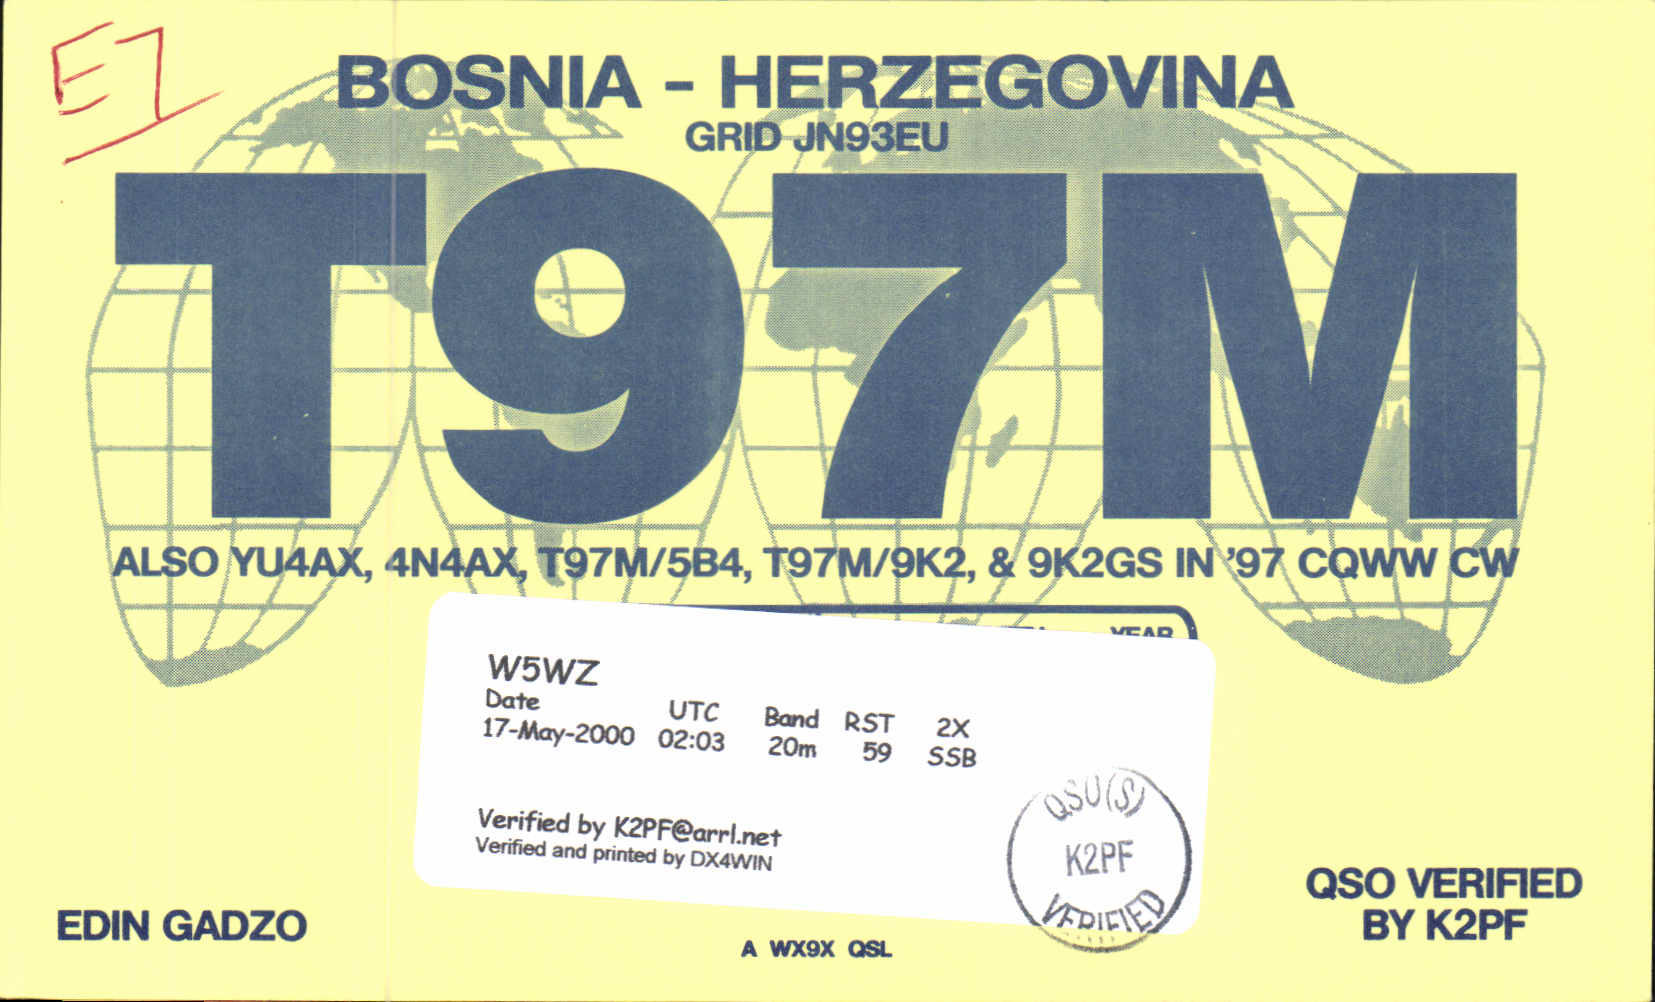 E7
BOSNIA - HERZEGOVINA
GRID JN93EU
T97M
ALSO YU4AX, 4N4AX, T97M/5B4, T97M/9K2, & 9K2GS IN '97 CQWW CW
YEAR
W5WZ
Date UTC Band RST 2X
17-May-2000 02:03 20m 59 SSB
Verified by K2PF@arrl.net
Verified and printed by DX4WIN
QSO(S)
K2PF
VERIFIED
QSO VERIFIED
BY K2PF
EDIN GADZO
A WX9X QSL